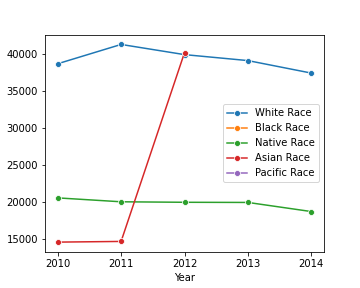 40000
35000
30000
25000
20000
15000
White Race
Black Race
Native Race
Asian Race
Pacific Race
2010 2011 2012 2013 2014
Year